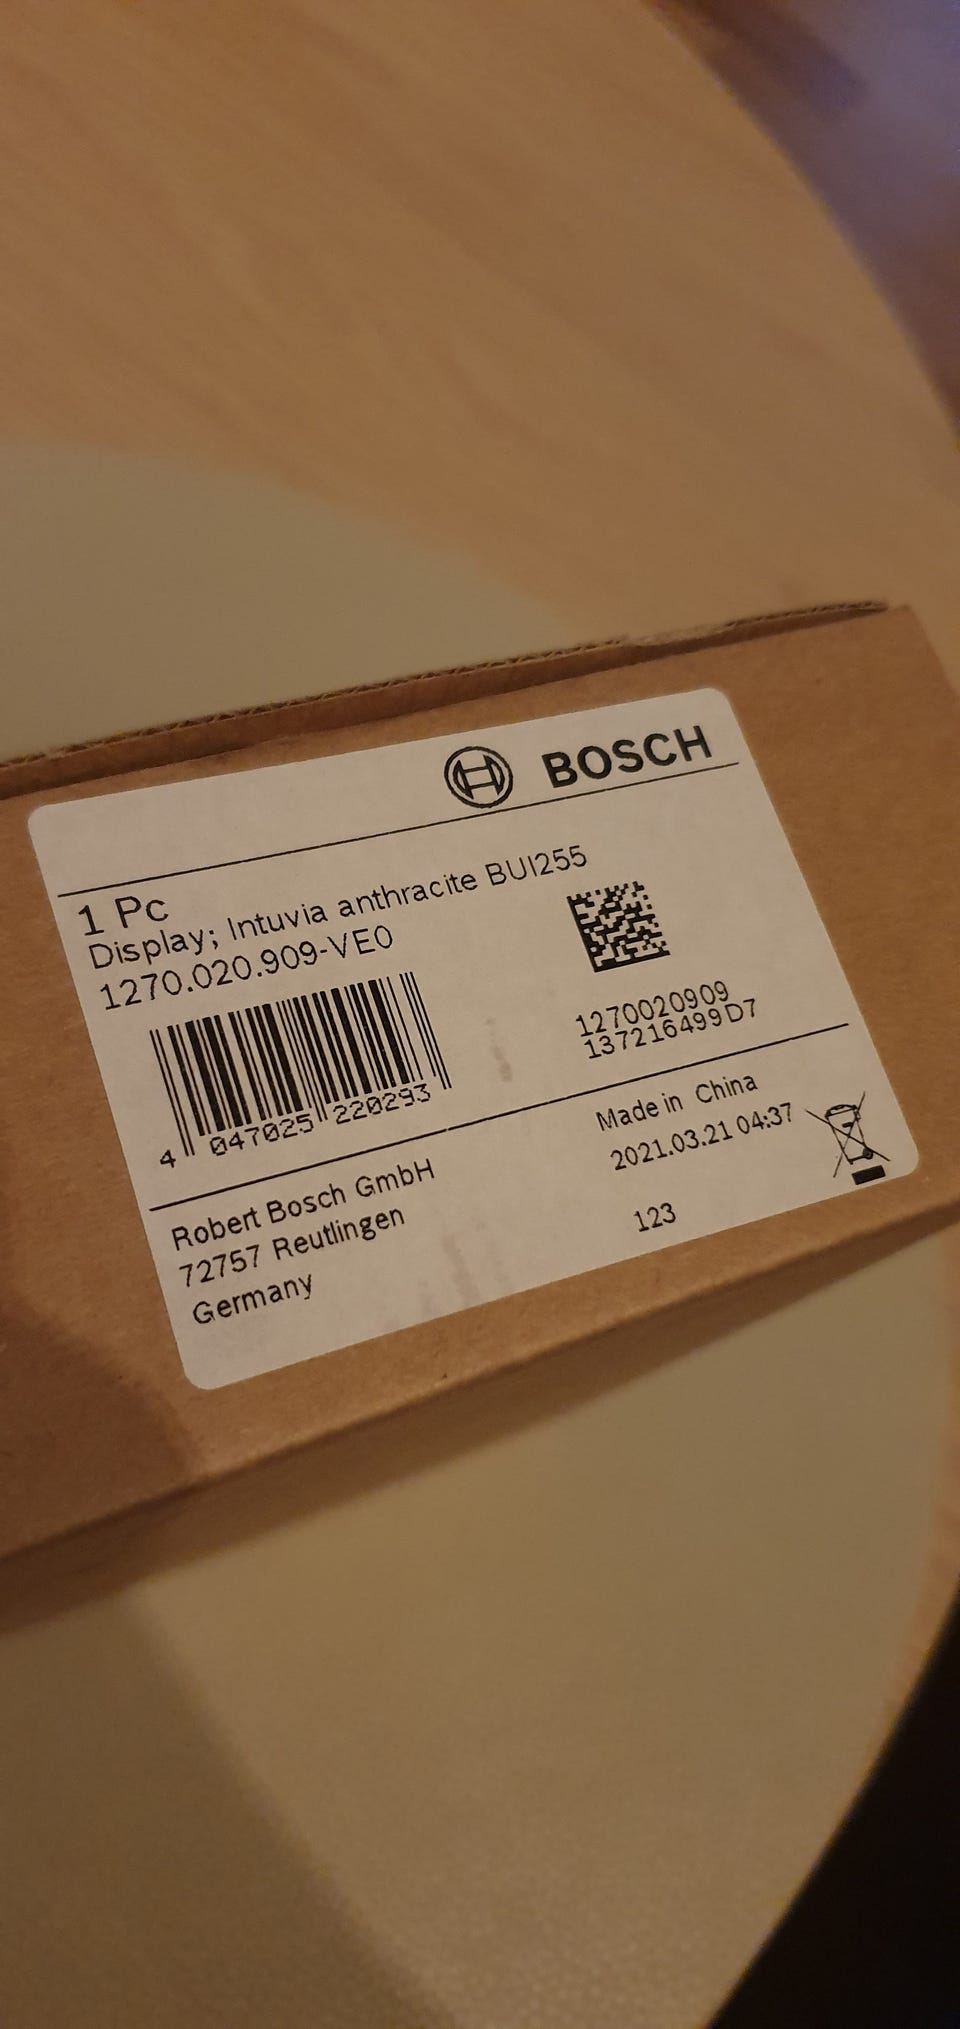 BOSCH
1 Pc
Display; Intuvia anthracite BUI255
1270.020.909-VE0
4 047025 220293
1270020909
137216499D7
Robert Bosch GmbH
72757 Reutlingen
Germany
Made in China
2021.03.21 04:37
123